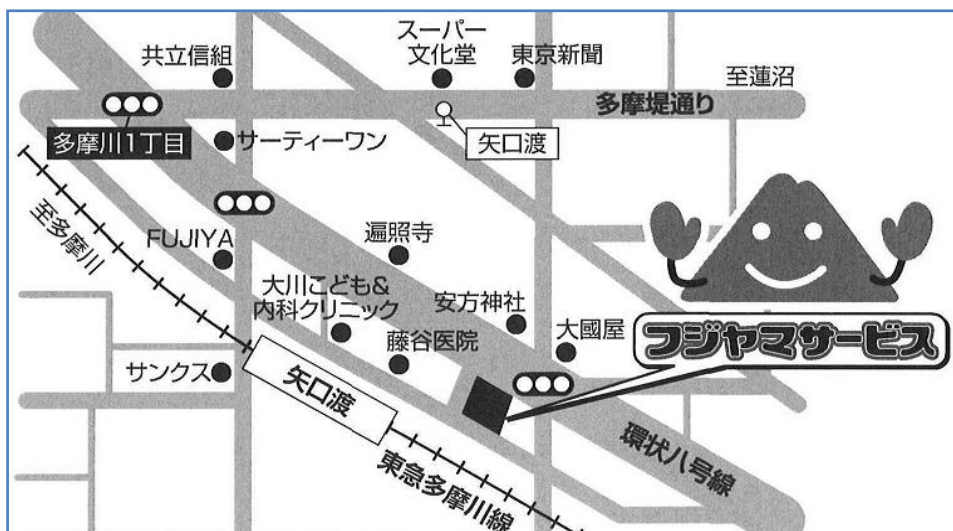 共立信組
スーパー
文化堂
東京新聞
至蓮沼
多摩堤通り
多摩川1丁目
サーティーワン
矢口渡
至多摩川
FUJIYA
遍照寺
大川こども&
内科クリニック
安方神社
藤谷医院
大國屋
フジヤマサービス
サンクス
矢口渡
環状八号線
東急多摩川線